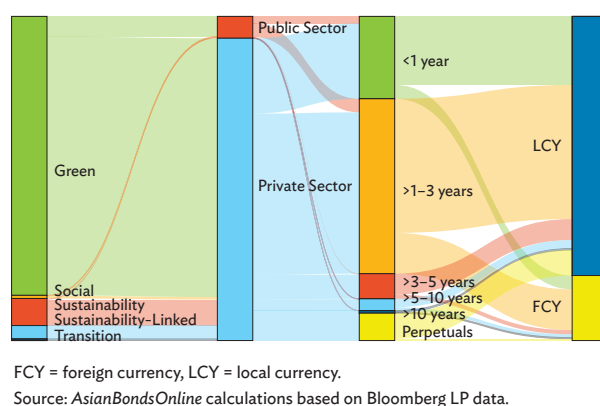 Public Sector
<1 year
LCY
Green
Private Sector
>1–3 years
Social
Sustainability
Sustainability–Linked
Transition
>3–5 years
>5–10 years
>10 years
Perpetuals
FCY
FCY = foreign currency, LCY = local currency.
Source: AsianBondsOnline calculations based on Bloomberg LP data.